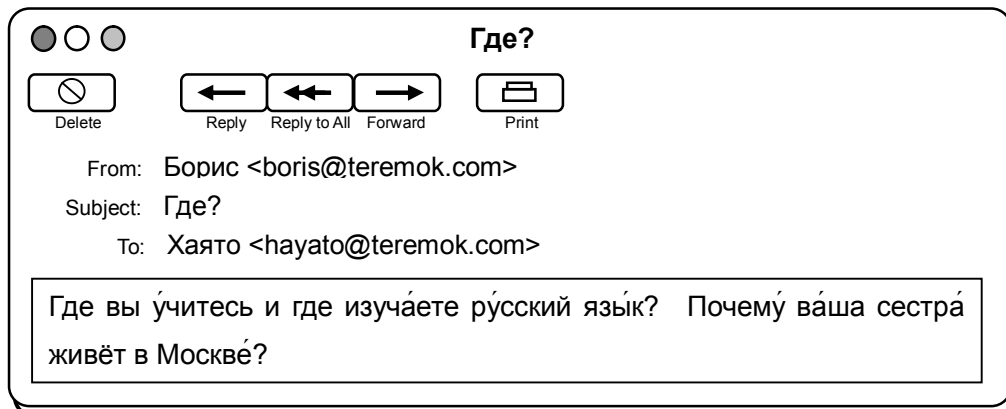 Где?
Delete Reply Reply to All Forward Print
From: Борис <boris@teremok.com>
Subject: Где?
To: Хаято <hayato@teremok.com>
Где вы у́читесь и где изуча́ете ру́сский язы́к? Почему́ ва́ша сестра́
живёт в Москве́?